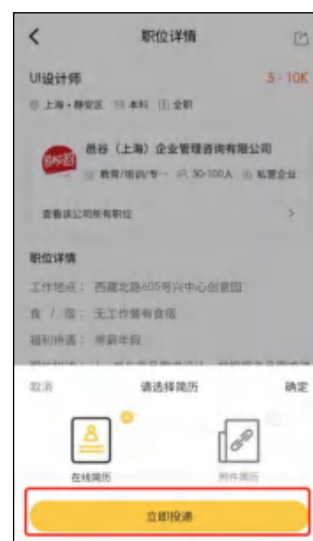 职位详情
UI设计师 5 - 10K
上海·静安区 本科 全职
邑谷（上海）企业管理咨询有限公司
教育/培训/专… 50-100人 私营企业
查看该公司所有职位
职位详情
工作地点： 西藏北路605号兴中心创意园
食 / 宿： 无工作餐有食宿
福利待遇： 带薪年假
取消 请选择简历 确定
在线简历 附件简历
立即投递